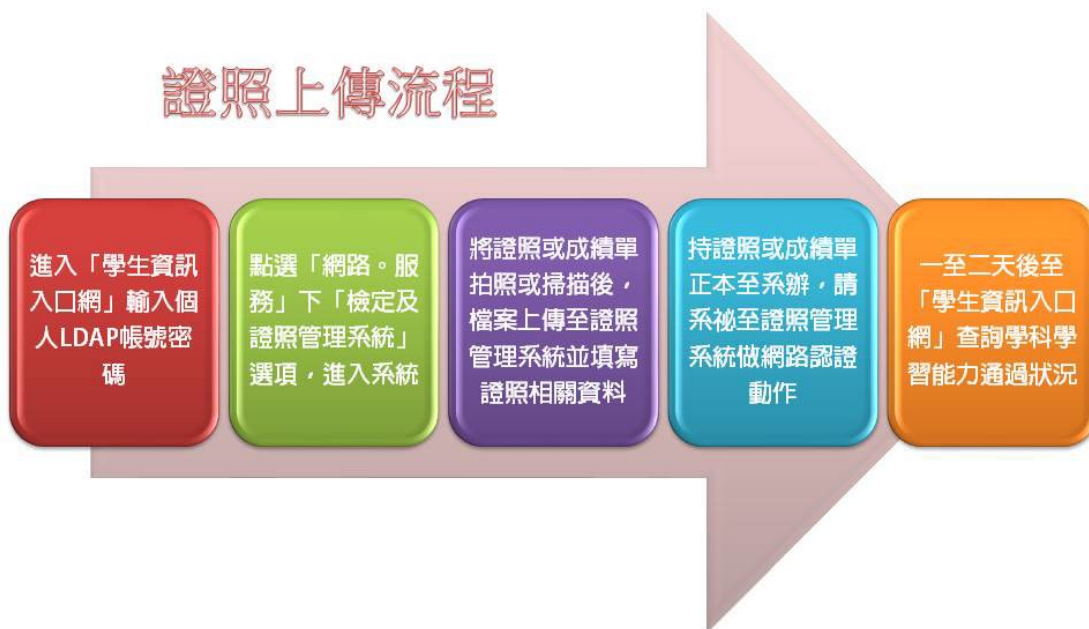 證照上傳流程
進入「學生資訊
入口網」輸入個
人LDAP帳號密
碼
點選「網路。服
務」下「檢定及
證照管理系統」
選項，進入系統
將證照或成績單
拍照或掃描後，
檔案上傳至證照
管理系統並填寫
證照相關資料
持證照或成績單
正本至系辦，請
系祕至證照管理
系統做網路認證
動作
一至二天後至
「學生資訊入口
網」查詢學科學
習能力通過狀況